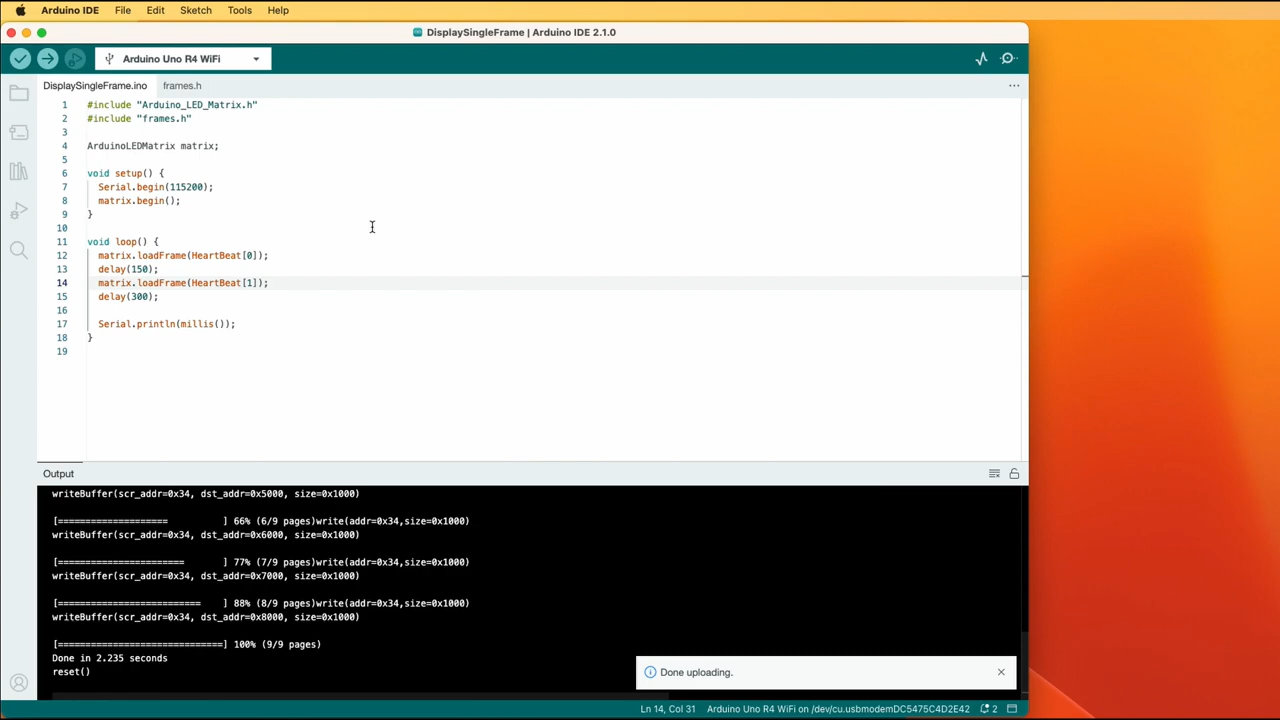 Arduino IDE File Edit Sketch Tools Help
DisplaySingleFrame | Arduino IDE 2.1.0
Arduino Uno R4 WiFi
DisplaySingleFrame.ino frames.h
1 #include "Arduino_LED_Matrix.h"
2 #include "frames.h"
3
4 ArduinoLEDMatrix matrix;
5
6 void setup() {
7 Serial.begin(115200);
8 matrix.begin();
9 }
10
11 void loop() {
12 matrix.loadFrame(HeartBeat[0]);
13 delay(150);
14 matrix.loadFrame(HeartBeat[1]);
15 delay(300);
16
17 Serial.println(millis());
18 }
19
Output
writeBuffer(scr_addr=0x34, dst_addr=0x5000, size=0x1000)
[==================== ] 66% (6/9 pages)write(addr=0x34,size=0x1000)
writeBuffer(scr_addr=0x34, dst_addr=0x6000, size=0x1000)
[======================= ] 77% (7/9 pages)write(addr=0x34,size=0x1000)
writeBuffer(scr_addr=0x34, dst_addr=0x7000, size=0x1000)
[========================== ] 88% (8/9 pages)write(addr=0x34,size=0x1000)
writeBuffer(scr_addr=0x34, dst_addr=0x8000, size=0x1000)
[==============================] 100% (9/9 pages)
Done in 2.235 seconds
reset()
Done uploading.
Ln 14, Col 31 Arduino Uno R4 WiFi on /dev/cu.usbmodemDC5475C4D2E42 2